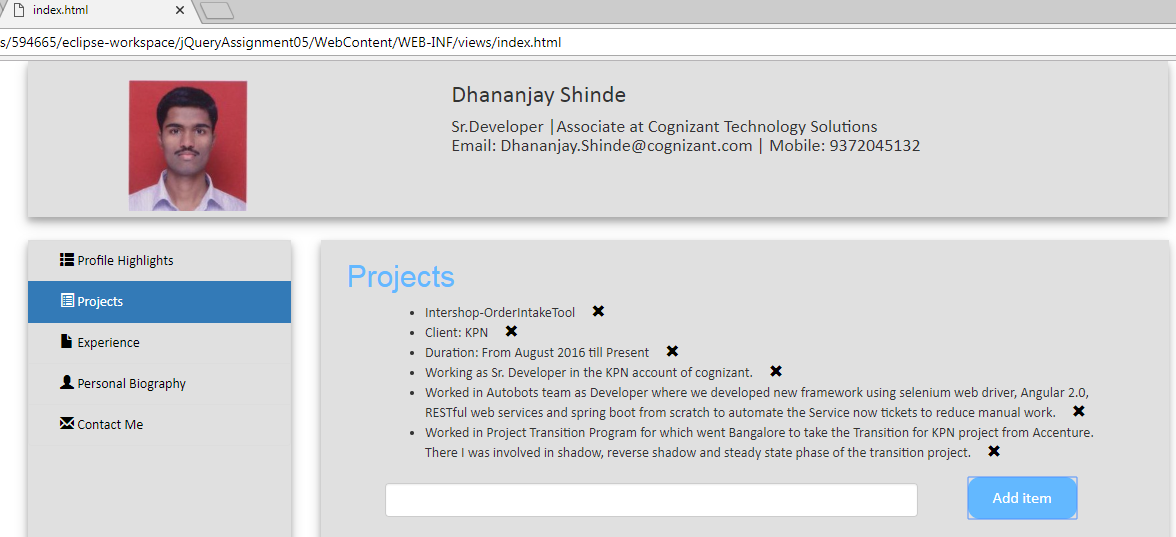 index.html
s/594665/eclipse-workspace/jQueryAssignment05/WebContent/WEB-INF/views/index.html
Dhananjay Shinde
Sr.Developer |Associate at Cognizant Technology Solutions
Email: Dhananjay.Shinde@cognizant.com | Mobile: 9372045132
Profile Highlights
Projects
Experience
Personal Biography
Contact Me
Projects
Intershop-OrderIntakeTool
Client: KPN
Duration: From August 2016 till Present
Working as Sr. Developer in the KPN account of cognizant.
Worked in Autobots team as Developer where we developed new framework using selenium web driver, Angular 2.0,
RESTful web services and spring boot from scratch to automate the Service now tickets to reduce manual work.
Worked in Project Transition Program for which went Bangalore to take the Transition for KPN project from Accenture.
There I was involved in shadow, reverse shadow and steady state phase of the transition project.
Add item